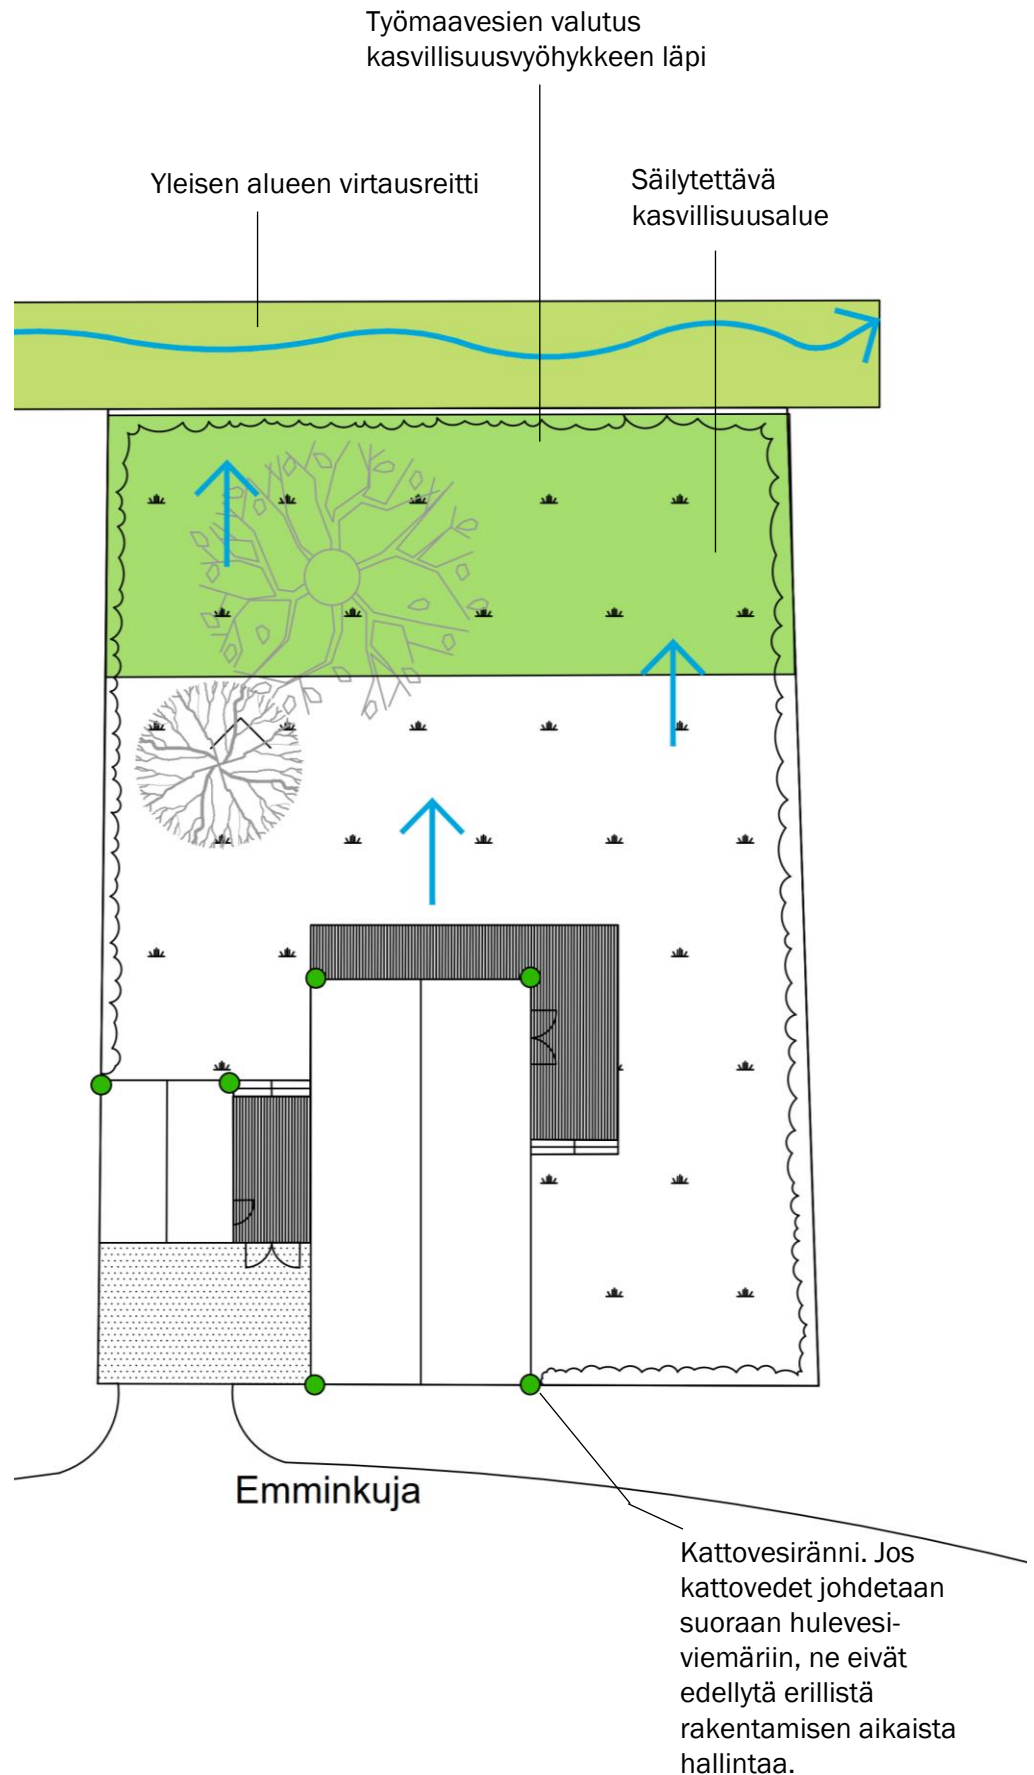 Työmaavesien valutus
kasvillisuusvyöhykkeen läpi
Yleisen alueen virtausreitti
Säilytettävä
kasvillisuusalue
Emminkuja
Kattovesiränni. Jos
kattovedet johdetaan
suoraan hulevesi-
viemäriin, ne eivät
edellytä erillistä
rakentamisen aikaista
hallintaa.